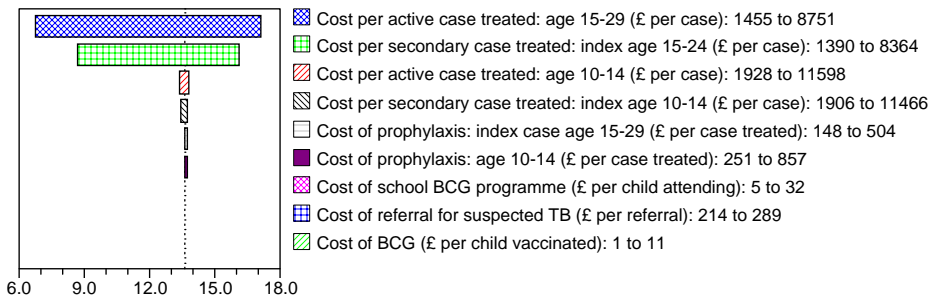 Cost per active case treated: age 15-29 (£ per case): 1455 to 8751
Cost per secondary case treated: index age 15-24 (£ per case): 1390 to 8364
Cost per active case treated: age 10-14 (£ per case): 1928 to 11598
Cost per secondary case treated: index age 10-14 (£ per case): 1906 to 11466
Cost of prophylaxis: index case age 15-29 (£ per case treated): 148 to 504
Cost of prophylaxis: age 10-14 (£ per case treated): 251 to 857
Cost of school BCG programme (£ per child attending): 5 to 32
Cost of referral for suspected TB (£ per referral): 214 to 289
Cost of BCG (£ per child vaccinated): 1 to 11
6.0 9.0 12.0 15.0 18.0